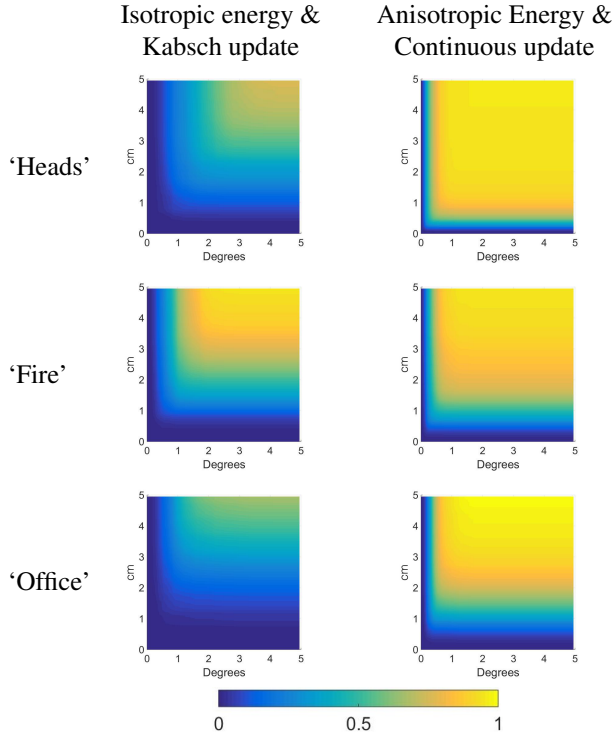 Isotropic energy &
Kabsch update
Anisotropic Energy &
Continuous update
‘Heads’
5
4
3
2
1
0
cm
0 1 2 3 4 5
Degrees
5
4
3
2
1
0
cm
0 1 2 3 4 5
Degrees
‘Fire’
5
4
3
2
1
0
cm
0 1 2 3 4 5
Degrees
5
4
3
2
1
0
cm
0 1 2 3 4 5
Degrees
‘Office’
5
4
3
2
1
0
cm
0 1 2 3 4 5
Degrees
5
4
3
2
1
0
cm
0 1 2 3 4 5
Degrees
0 0.5 1